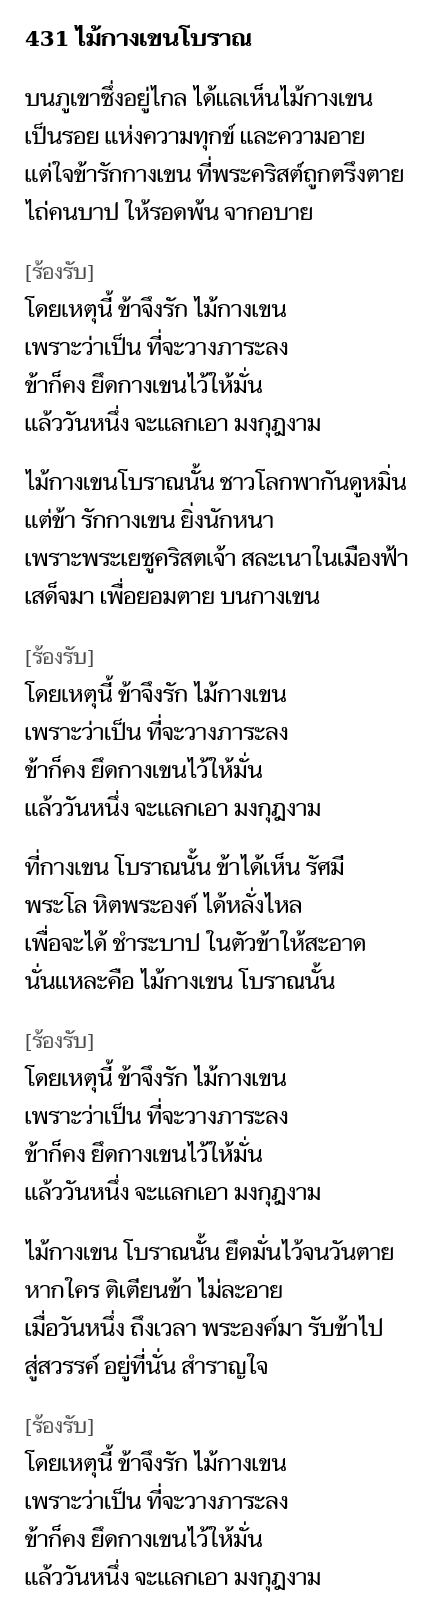 431 ไม้กางเขนโบราณ
บนภูเขาซึ่งอยู่ไกล ได้แลเห็นไม้กางเขน
เป็นรอย แห่งความทุกข์ และความอาย
แต่ใจข้ารักกางเขน ที่พระคริสต์ถูกตรึงตาย
ไถ่คนบาป ให้รอดพ้น จากอบาย
[ร้องรับ]
โดยเหตุนี้ ข้าจึงรัก ไม้กางเขน
เพราะว่าเป็น ที่จะวางภาระลง
ข้าก็คง ยึดกางเขนไว้ให้มั่น
แล้ววันหนึ่ง จะแลกเอา มงกุฎงาม
ไม้กางเขนโบราณนั้น ชาวโลกพากันดูหมิ่น
แต่ข้า รักกางเขน ยิ่งนักหนา
เพราะพระเยซูคริสตเจ้า สละเนาในเมืองฟ้า
เสด็จมา เพื่อยอมตาย บนกางเขน
[ร้องรับ]
โดยเหตุนี้ ข้าจึงรัก ไม้กางเขน
เพราะว่าเป็น ที่จะวางภาระลง
ข้าก็คง ยึดกางเขนไว้ให้มั่น
แล้ววันหนึ่ง จะแลกเอา มงกุฎงาม
ที่กางเขน โบราณนั้น ข้าได้เห็น รัศมี
พระโล หิตพระองค์ ได้หลั่งไหล
เพื่อจะได้ ชำระบาป ในตัวข้าให้สะอาด
นั่นแหละคือ ไม้กางเขน โบราณนั้น
[ร้องรับ]
โดยเหตุนี้ ข้าจึงรัก ไม้กางเขน
เพราะว่าเป็น ที่จะวางภาระลง
ข้าก็คง ยึดกางเขนไว้ให้มั่น
แล้ววันหนึ่ง จะแลกเอา มงกุฎงาม
ไม้กางเขน โบราณนั้น ยึดมั่นไว้จนวันตาย
หากใคร ติเตียนข้า ไม่ละอาย
เมื่อวันหนึ่ง ถึงเวลา พระองค์มา รับข้าไป
สู่สวรรค์ อยู่ที่นั่น สำราญใจ
[ร้องรับ]
โดยเหตุนี้ ข้าจึงรัก ไม้กางเขน
เพราะว่าเป็น ที่จะวางภาระลง
ข้าก็คง ยึดกางเขนไว้ให้มั่น
แล้ววันหนึ่ง จะแลกเอา มงกุฎงาม